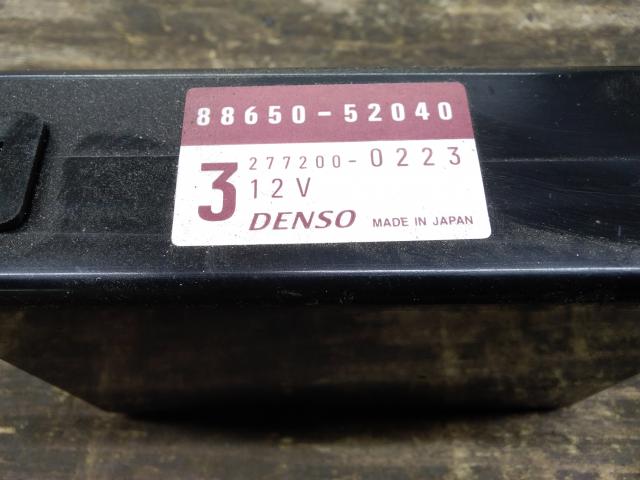 88650-52040
3 277200-0223
12V
DENSO MADE IN JAPAN